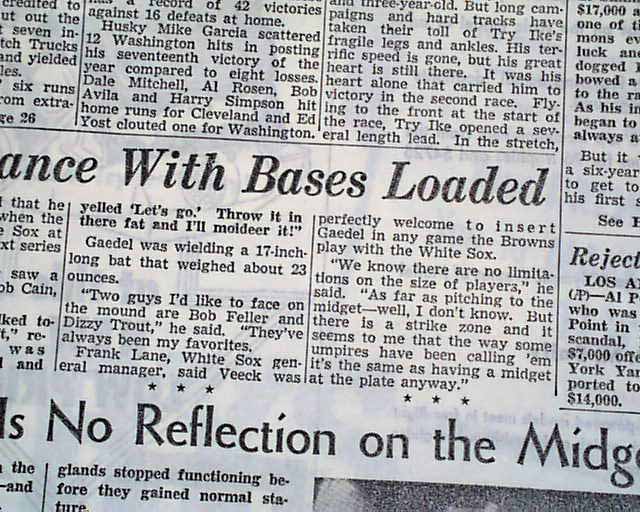 credited to
out the
seven in-
tch Trucks
and yielded
les.
six runs
rom extra-
ge 26
has a record of 42 victories
against 16 defeats at home.
Husky Mike Garcia scattered
12 Washington hits in posting
his seventeenth victory of the
year compared to eight losses.
Dale Mitchell, Al Rosen, Bob
Avila and Harry Simpson hit
home runs for Cleveland and Ed
Yost clouted one for Washington.
and three-year-old. But long cam-
paigns and hard tracks have
taken their toll of Try Ike's
fragile legs and ankles. His ter-
rific speed is gone, but his great
heart is still there. It was his
heart alone that carried him to
victory in the second race. Fly-
ing to the front at the start of
the race, Try Ike opened a sev-
eral length lead. In the stretch,
$17,000
one of t
mons ev
luck an
dogged
bowed a
to the ra
As his i
began to
always a
But it
a six-year
to get to
his first s
See
ance With Bases Loaded
that he
when the
e Sox at
xt series
saw a
ob Cain,
lked to-
t," re-
was
and
yelled 'Let's go.' Throw it in
there fat and I'll moideer it!"
Gaedel was wielding a 17-inch-
long bat that weighed about 23
ounces.
"Two guys I'd like to face on
the mound are Bob Feller and
Dizzy Trout," he said. "They've
always been my favorites.
Frank Lane, White Sox gen-
eral manager, said Veeck was
★ ★ ★
perfectly welcome to insert
Gaedel in any game the Browns
play with the White Sox.
"We know there are no limita-
tions on the size of players," he
said. "As far as pitching to the
midget—well, I don't know. But
there is a strike zone and it
seems to me that the way some
umpires have been calling 'em
it's the same as having a midget
at the plate anyway."
★ ★ ★
Reject
LOS A
(AP)—Al F
who was
Point in
scandal,
$7,000 offe
York Yan
ported to
$14,000.
Is No Reflection on the Midge
the
—and
glands stopped functioning be-
fore they gained normal sta-
ture.